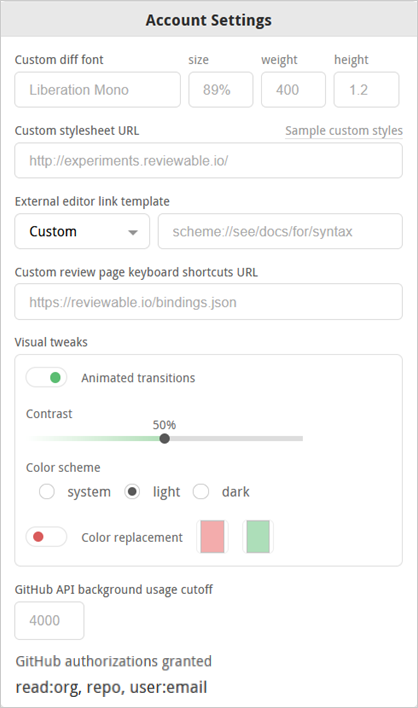 Account Settings
Custom diff font size weight height
Liberation Mono 89% 400 1.2
Custom stylesheet URL Sample custom styles
http://experiments.reviewable.io/
External editor link template
Custom scheme://see/docs/for/syntax
Custom review page keyboard shortcuts URL
https://reviewable.io/bindings.json
Visual tweaks
Animated transitions
Contrast
50%
Color scheme
system light dark
Color replacement
GitHub API background usage cutoff
4000
GitHub authorizations granted
read:org, repo, user:email